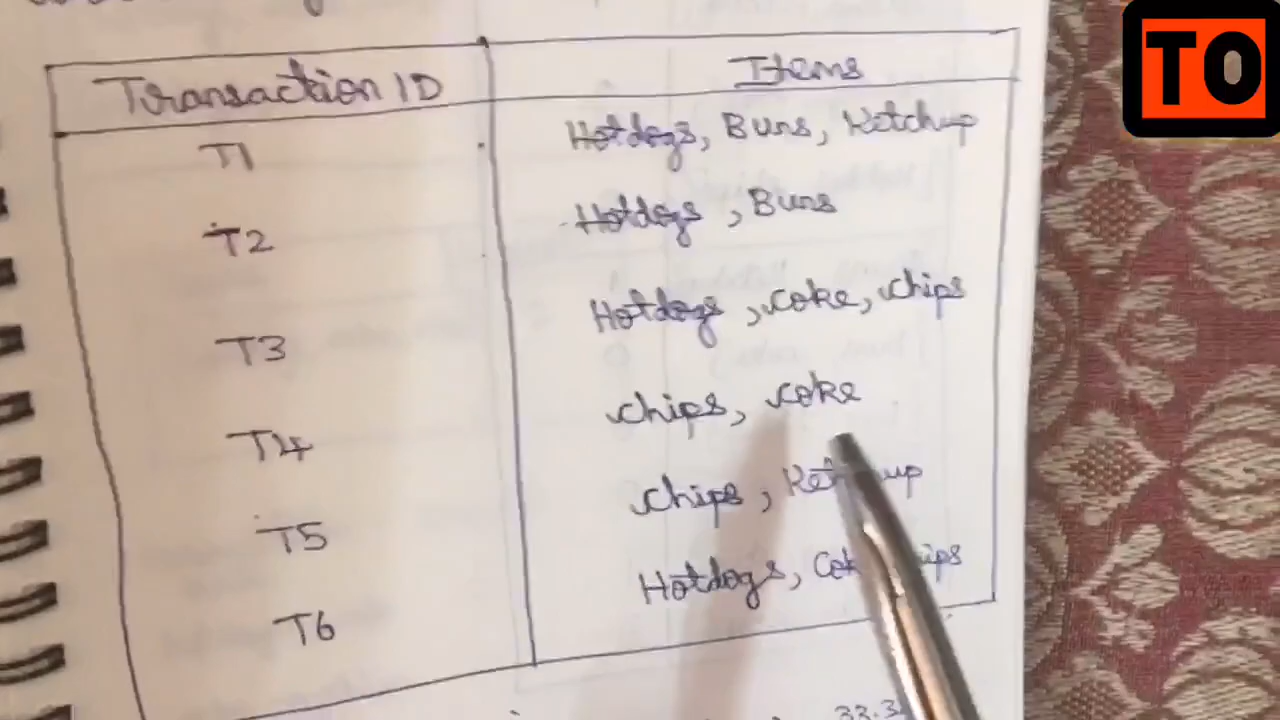 TO
Transaction ID Items
T1 Hotdogs, Buns, Ketchup
T2 Hotdogs, Buns
T3 Hotdogs, coke, chips
T4 chips, coke
T5 chips, Ketchup
T6 Hotdogs,